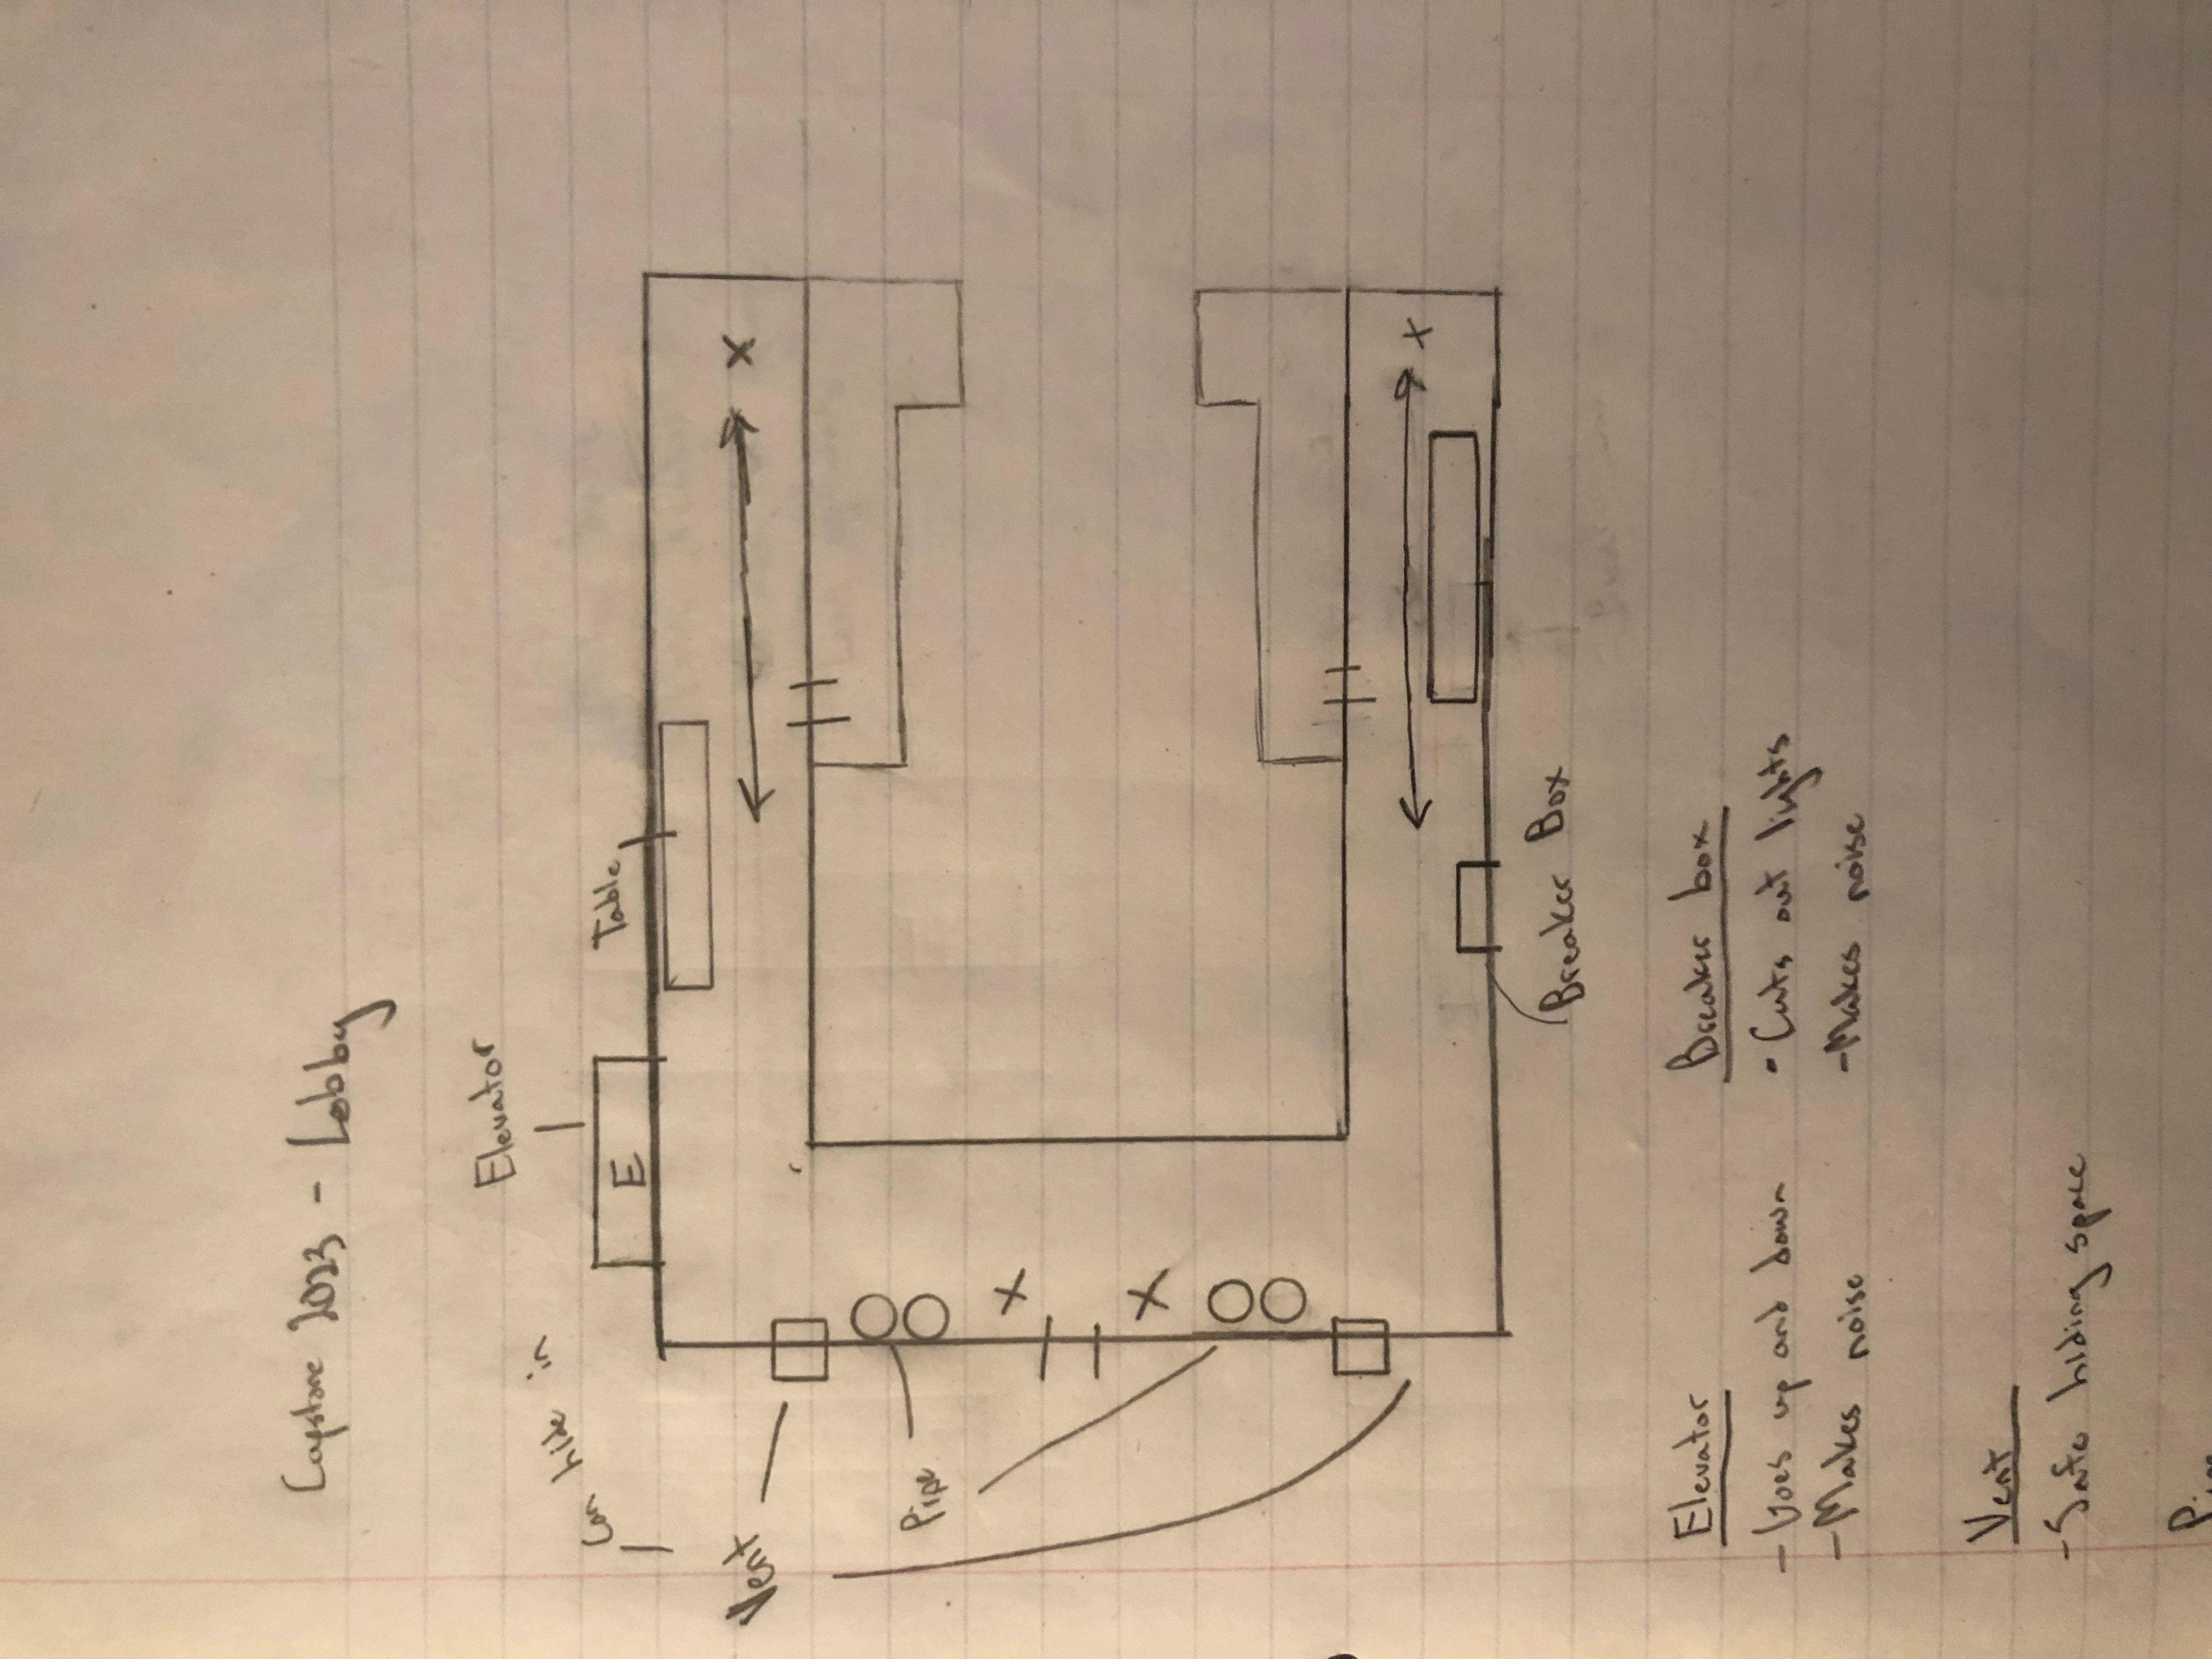 Capstone 2023 - Lobby
Elevator
Can hide in
E
Table
Vent
X
Pipe
X
X
X
Breaker Box
Elevator
Breaker box
- Goes up and down
- Cuts out lights
- Makes noise
- Makes noise
Vent
- Safe hiding space
Pipe